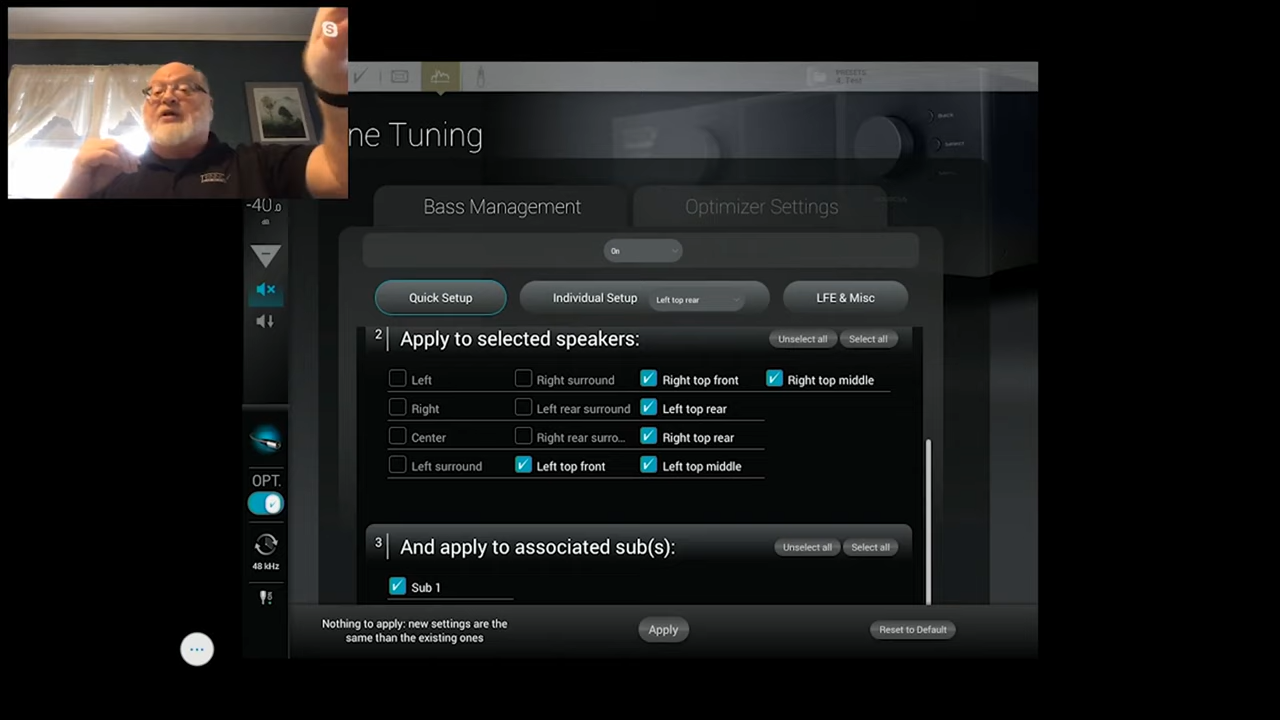 PRESETS
4 Test
ne Tuning
-40.0
dB
Bass Management
Optimizer Settings
On
Quick Setup
Individual Setup
Left top rear
LFE & Misc
2 Apply to selected speakers:
Unselect all
Select all
Left
Right surround
Right top front
Right top middle
Right
Left rear surround
Left top rear
Center
Right rear surro...
Right top rear
Left surround
Left top front
Left top middle
3 And apply to associated sub(s):
Unselect all
Select all
Sub 1
OPT.
48 kHz
Nothing to apply: new settings are the
same than the existing ones
Apply
Reset to Default